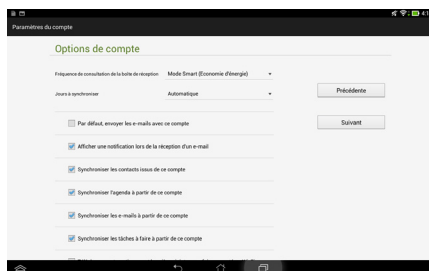 4:1
Paramètres du compte
Options de compte
Fréquence de consultation de la boîte de réception
Mode Smart (Economie d'énergie)
Jours à synchroniser
Automatique
Précédente
Suivant
Par défaut, envoyer les e-mails avec ce compte
Afficher une notification lors de la réception d'un e-mail
Synchroniser les contacts issus de ce compte
Synchroniser l'agenda à partir de ce compte
Synchroniser les e-mails à partir de ce compte
Synchroniser les tâches à faire à partir de ce compte